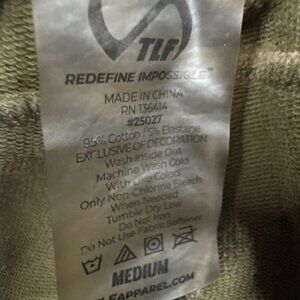 TLF
REDEFINE IMPOSSIBLE™
MADE IN CHINA
RN 136414
#25027
95% Cotton / 5% Elastane
EXCLUSIVE OF DECORATION
Wash Inside Out
Machine Wash Cold
With Like Colors
Only Non-Chlorine Bleach
When Needed
Tumble Dry Low
Do Not Iron
Do Not Use Fabric Softener
MEDIUM
TLFAPPAREL.COM